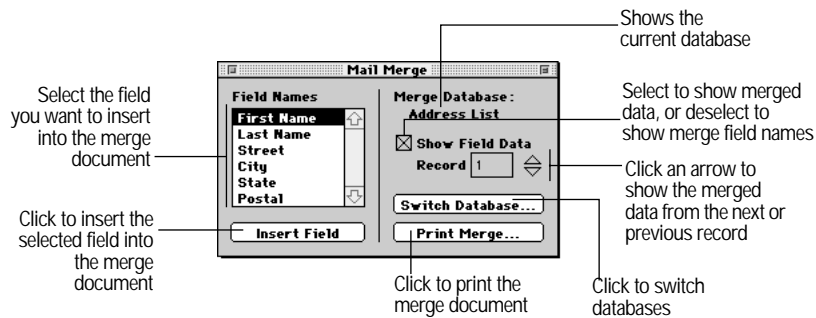 Shows the
current database
Mail Merge
Select the field
you want to insert
into the merge
document
Field Names
First Name
Last Name
Street
City
State
Postal
Merge Database:
Address List
Show Field Data
Record 1
Select to show merged
data, or deselect to
show merge field names
Click an arrow to
show the merged
data from the next or
previous record
Switch Database...
Click to insert the
selected field into
the merge
document
Insert Field
Print Merge...
Click to print the
merge document
Click to switch
databases